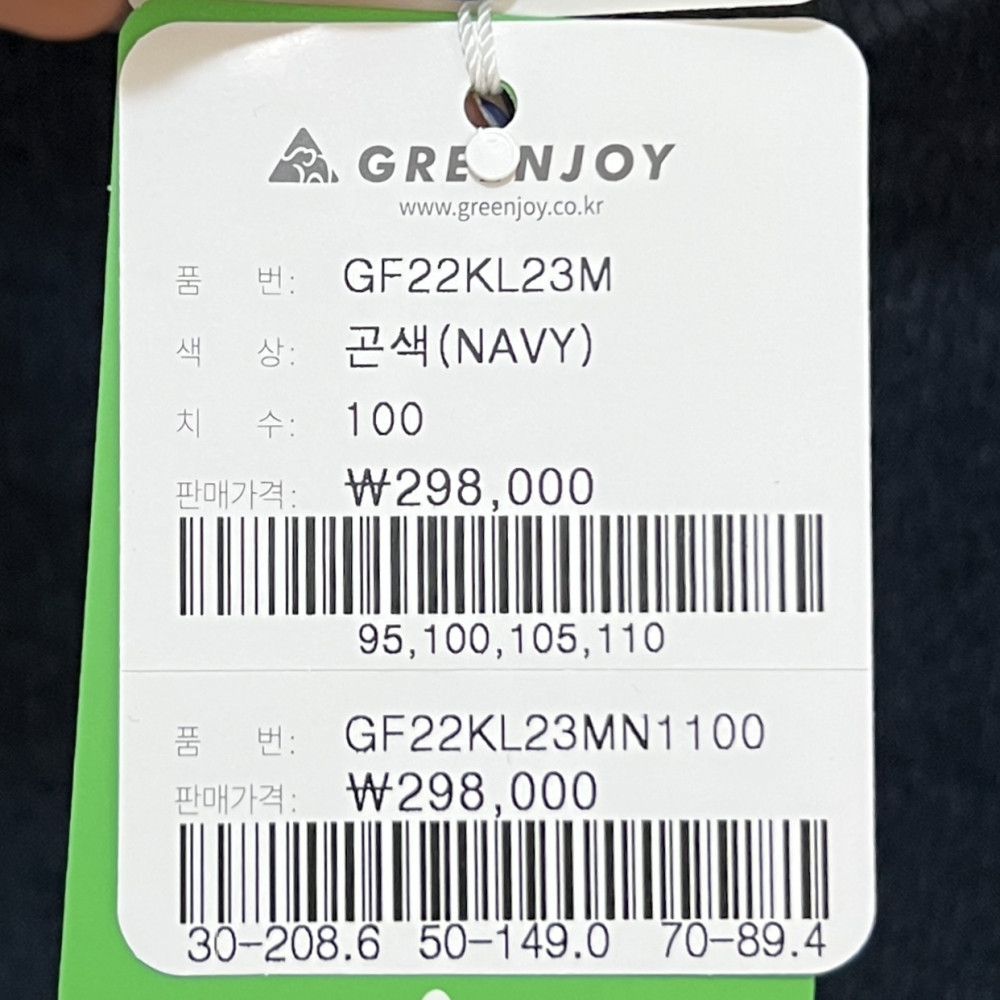 GREENJOY
www.greenjoy.co.kr
품 번: GF22KL23M
색 상: 곤색(NAVY)
치 수: 100
판매가격: ₩298,000
95,100,105,110
품 번: GF22KL23MN1100
판매가격: ₩298,000
30-208.6 50-149.0 70-89.4